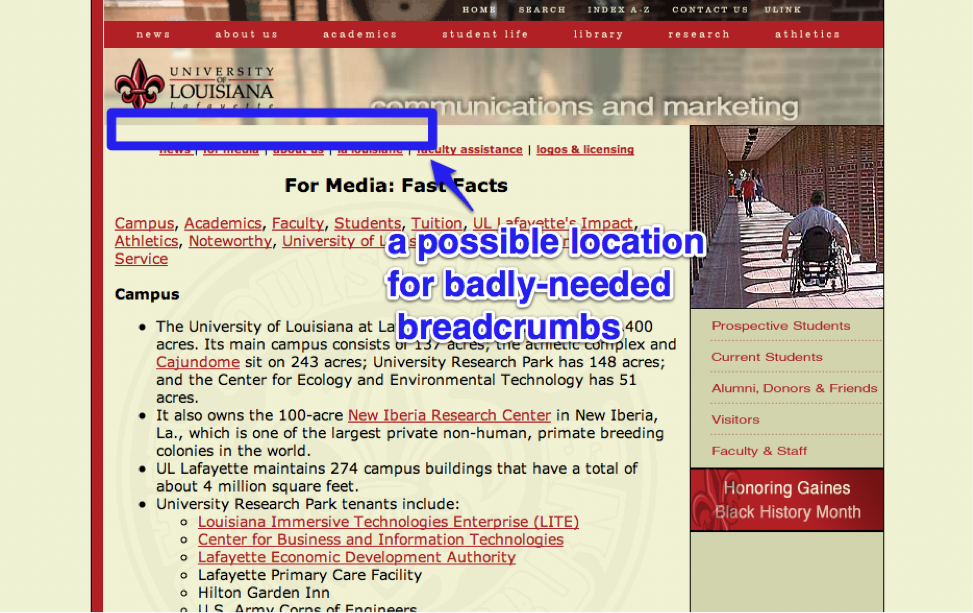 HOME SEARCH INDEX A-Z CONTACT US ULINK
news about us academics student life library research athletics
UNIVERSITY
OF
LOUISIANA
Lafayette
communications and marketing
news | for media | about us | la louisiane | faculty assistance | logos & licensing
For Media: Fast Facts
Campus, Academics, Faculty, Students, Tuition, UL Lafayette's Impact,
Athletics, Noteworthy, University of
Service
a possible location
for badly-needed
breadcrumbs
Campus
• The University of Louisiana at 400
acres. Its main campus consists of 137 acres; the athletic complex and
Cajundome sit on 243 acres; University Research Park has 148 acres;
and the Center for Ecology and Environmental Technology has 51
acres.
• It also owns the 100-acre New Iberia Research Center in New Iberia,
La., which is one of the largest private non-human, primate breeding
colonies in the world.
• UL Lafayette maintains 274 campus buildings that have a total of
about 4 million square feet.
• University Research Park tenants include:
Louisiana Immersive Technologies Enterprise (LITE)
Center for Business and Information Technologies
Lafayette Economic Development Authority
Lafayette Primary Care Facility
Hilton Garden Inn
U.S. Army Corps of Engineers
Prospective Students
Current Students
Alumni, Donors & Friends
Visitors
Faculty & Staff
Honoring Gaines
Black History Month